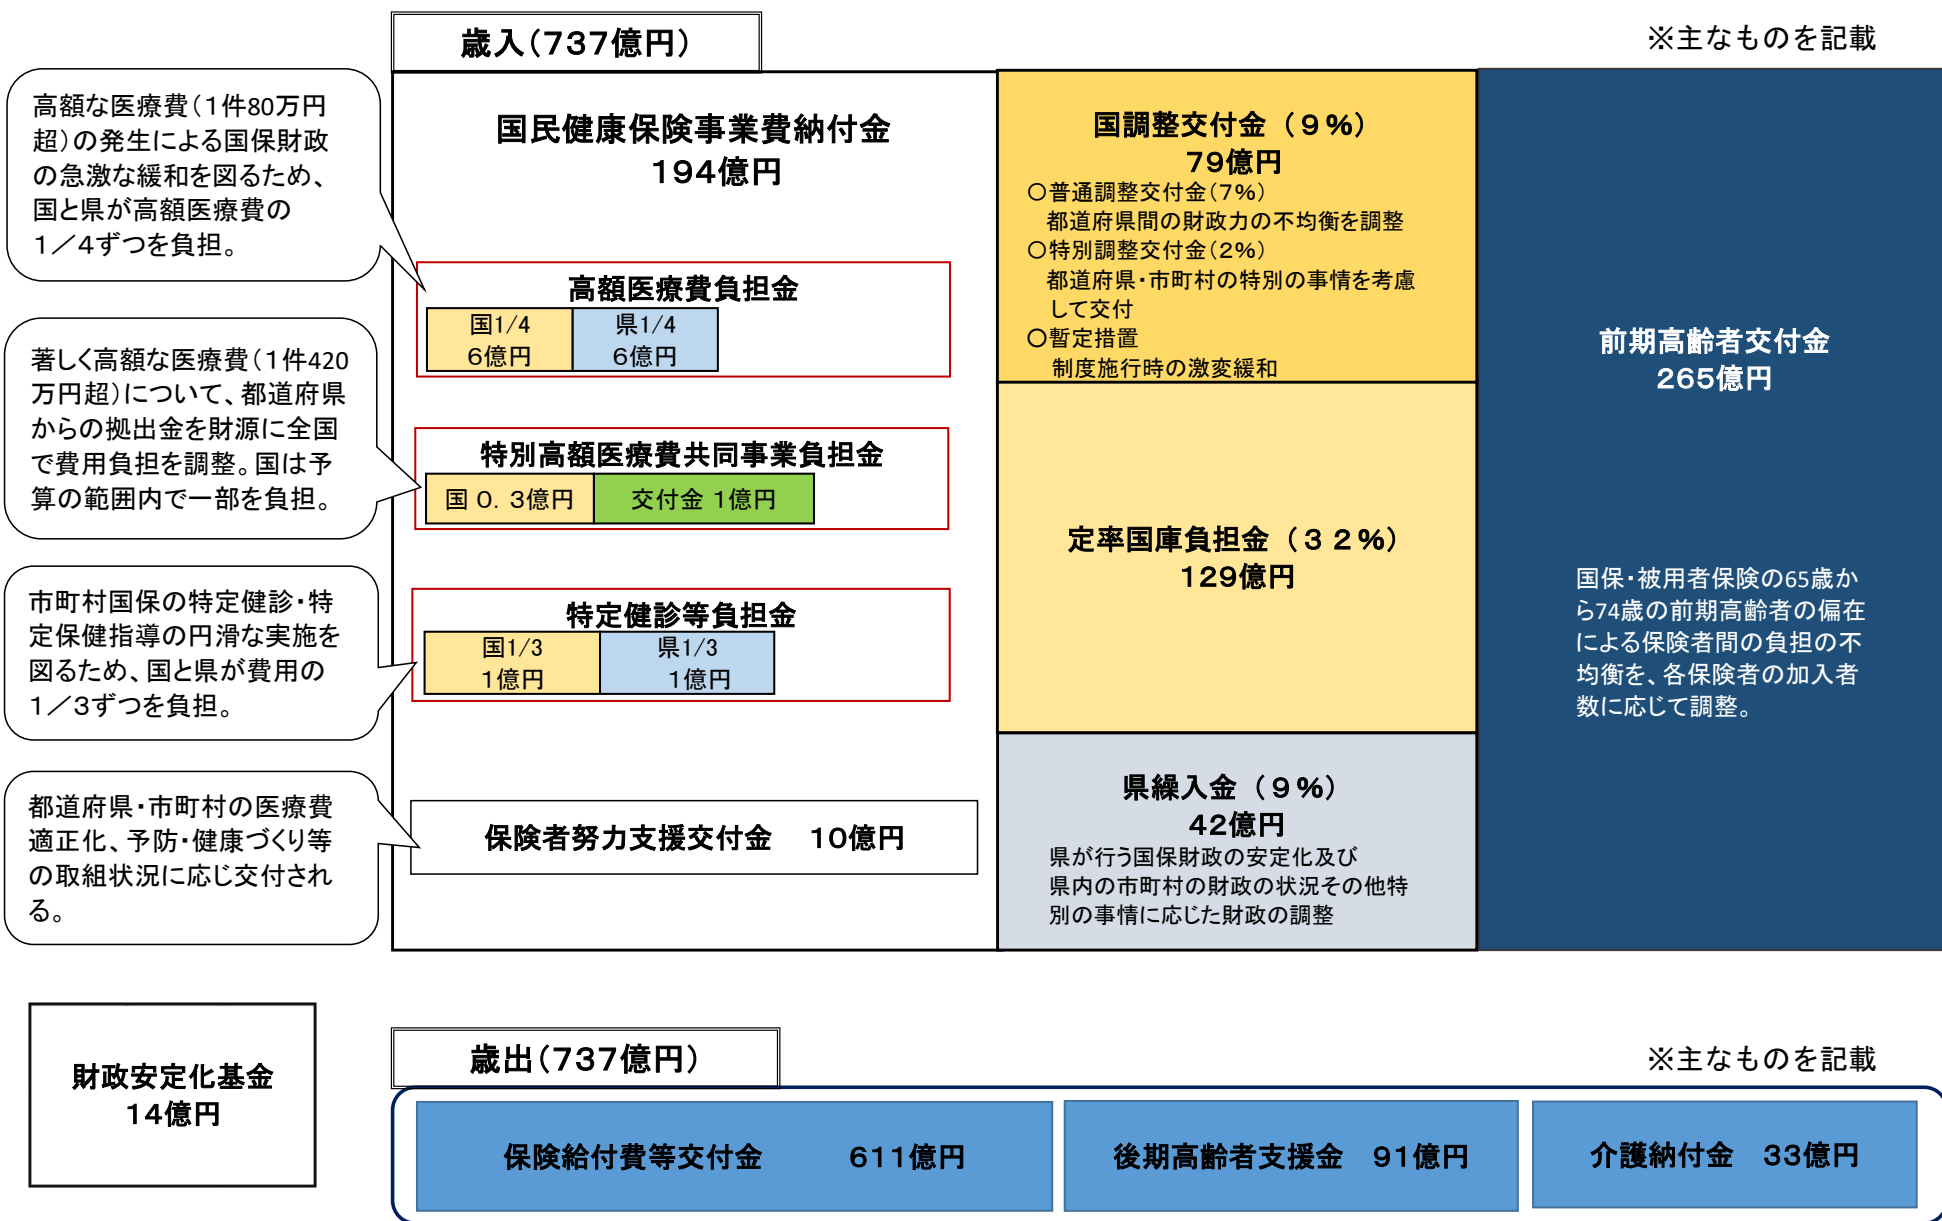 歳入(737億円)
※主なものを記載
高額な医療費(1件80万円
超)の発生による国保財政
の急激な緩和を図るため、
国と県が高額医療費の
1/4ずつを負担。
著しく高額な医療費(1件420
万円超)について、都道府県
からの拠出金を財源に全国
で費用負担を調整。国は予
算の範囲内で一部を負担。
市町村国保の特定健診・特
定保健指導の円滑な実施を
図るため、国と県が費用の
1/3ずつを負担。
都道府県・市町村の医療費
適正化、予防・健康づくり等
の取組状況に応じ交付され
る。
国民健康保険事業費納付金
194億円
高額医療費負担金
国1/4
6億円
県1/4
6億円
特別高額医療費共同事業負担金
国 0.3億円
交付金 1億円
特定健診等負担金
国1/3
1億円
県1/3
1億円
保険者努力支援交付金 10億円
国調整交付金(9%)
79億円
○普通調整交付金(7%)
都道府県間の財政力の不均衡を調整
○特別調整交付金(2%)
都道府県・市町村の特別の事情を考慮
して交付
○暫定措置
制度施行時の激変緩和
定率国庫負担金(32%)
129億円
県繰入金(9%)
42億円
県が行う国保財政の安定化及び
県内の市町村の財政の状況その他特
別の事情に応じた財政の調整
前期高齢者交付金
265億円
国保・被用者保険の65歳か
ら74歳の前期高齢者の偏在
による保険者間の負担の不
均衡を、各保険者の加入者
数に応じて調整。
財政安定化基金
14億円
歳出(737億円)
※主なものを記載
保険給付費等交付金 611億円
後期高齢者支援金 91億円
介護納付金 33億円